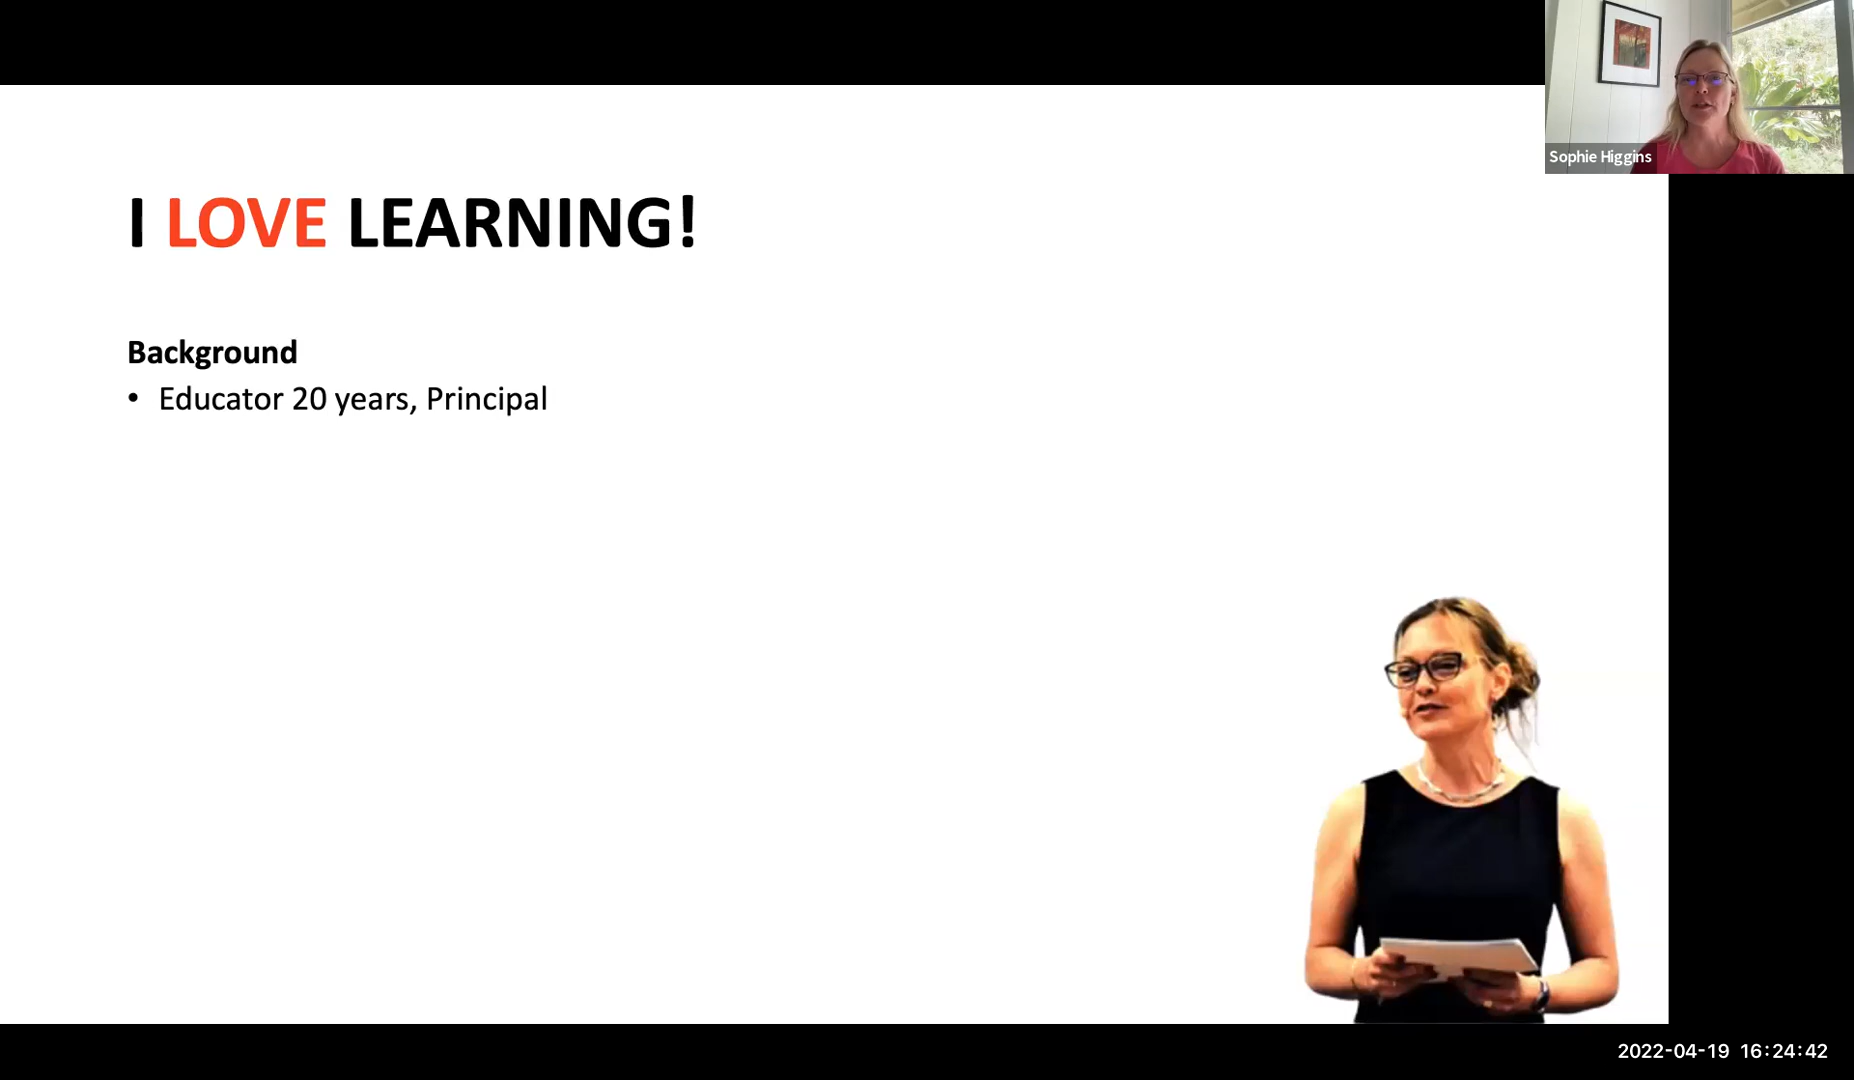 Sophie Higgins
I LOVE LEARNING!
Background
• Educator 20 years, Principal
2022-04-19 16:24:42